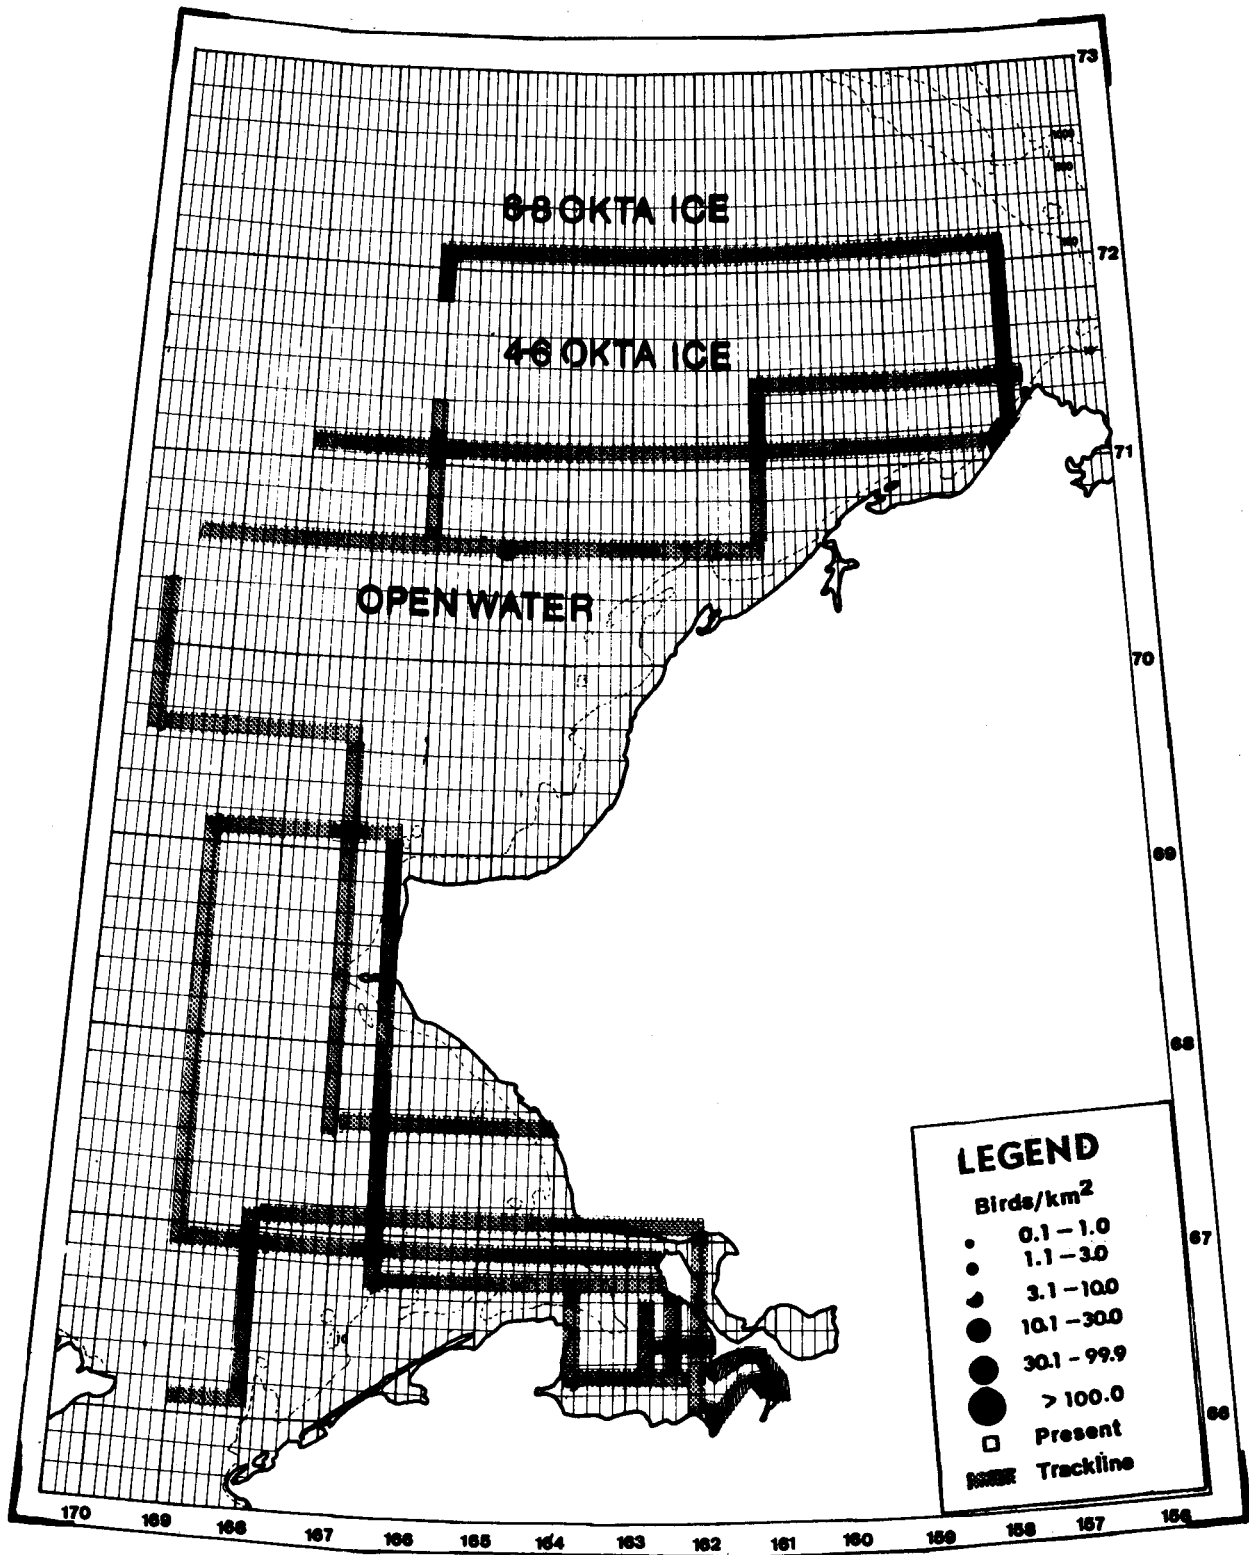 73
6-8 OKTA ICE
72
4-6 OKTA ICE
71
OPEN WATER
70
69
68
LEGEND
Birds/km²
0.1 – 1.0
1.1 – 3.0
3.1 – 10.0
10.1 – 30.0
30.1 – 99.9
> 100.0
Present
Trackline
67
66
170 169 168 167 166 165 164 163 162 161 160 159 158 157 156